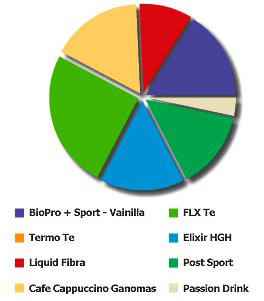 BioPro + Sport - Vainilla FLX Te
Termo Te Elixir HGH
Liquid Fibra Post Sport
Cafe Cappuccino Ganomas Passion Drink